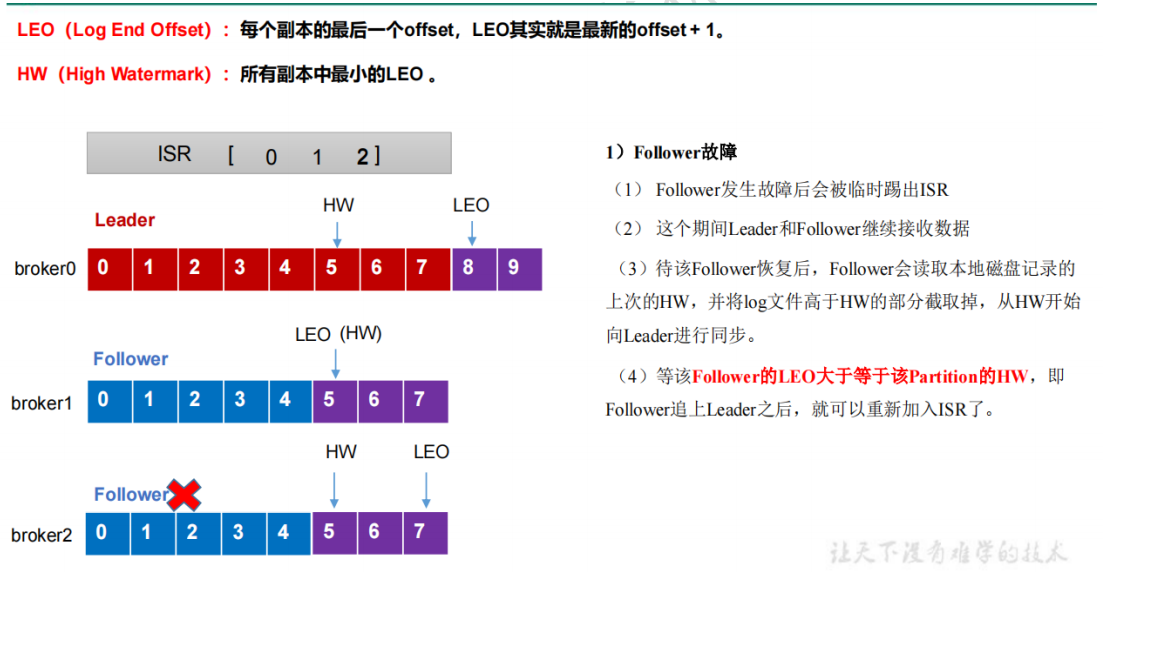 LEO（Log End Offset）：每个副本的最后一个offset，LEO其实就是最新的offset + 1。
HW（High Watermark）：所有副本中最小的LEO 。
ISR [ 0 1 2 ]
HW LEO
Leader
broker0 0 1 2 3 4 5 6 7 8 9
LEO (HW)
Follower
broker1 0 1 2 3 4 5 6 7
HW LEO
Follower
broker2 0 1 2 3 4 5 6 7
1）Follower故障
（1） Follower发生故障后会被临时踢出ISR
（2） 这个期间Leader和Follower继续接收数据
（3）待该Follower恢复后，Follower会读取本地磁盘记录的
上次的HW，并将log文件高于HW的部分截取掉，从HW开始
向Leader进行同步。
（4）等该Follower的LEO大于等于该Partition的HW，即
Follower追上Leader之后，就可以重新加入ISR了。
让天下没有难学的技术